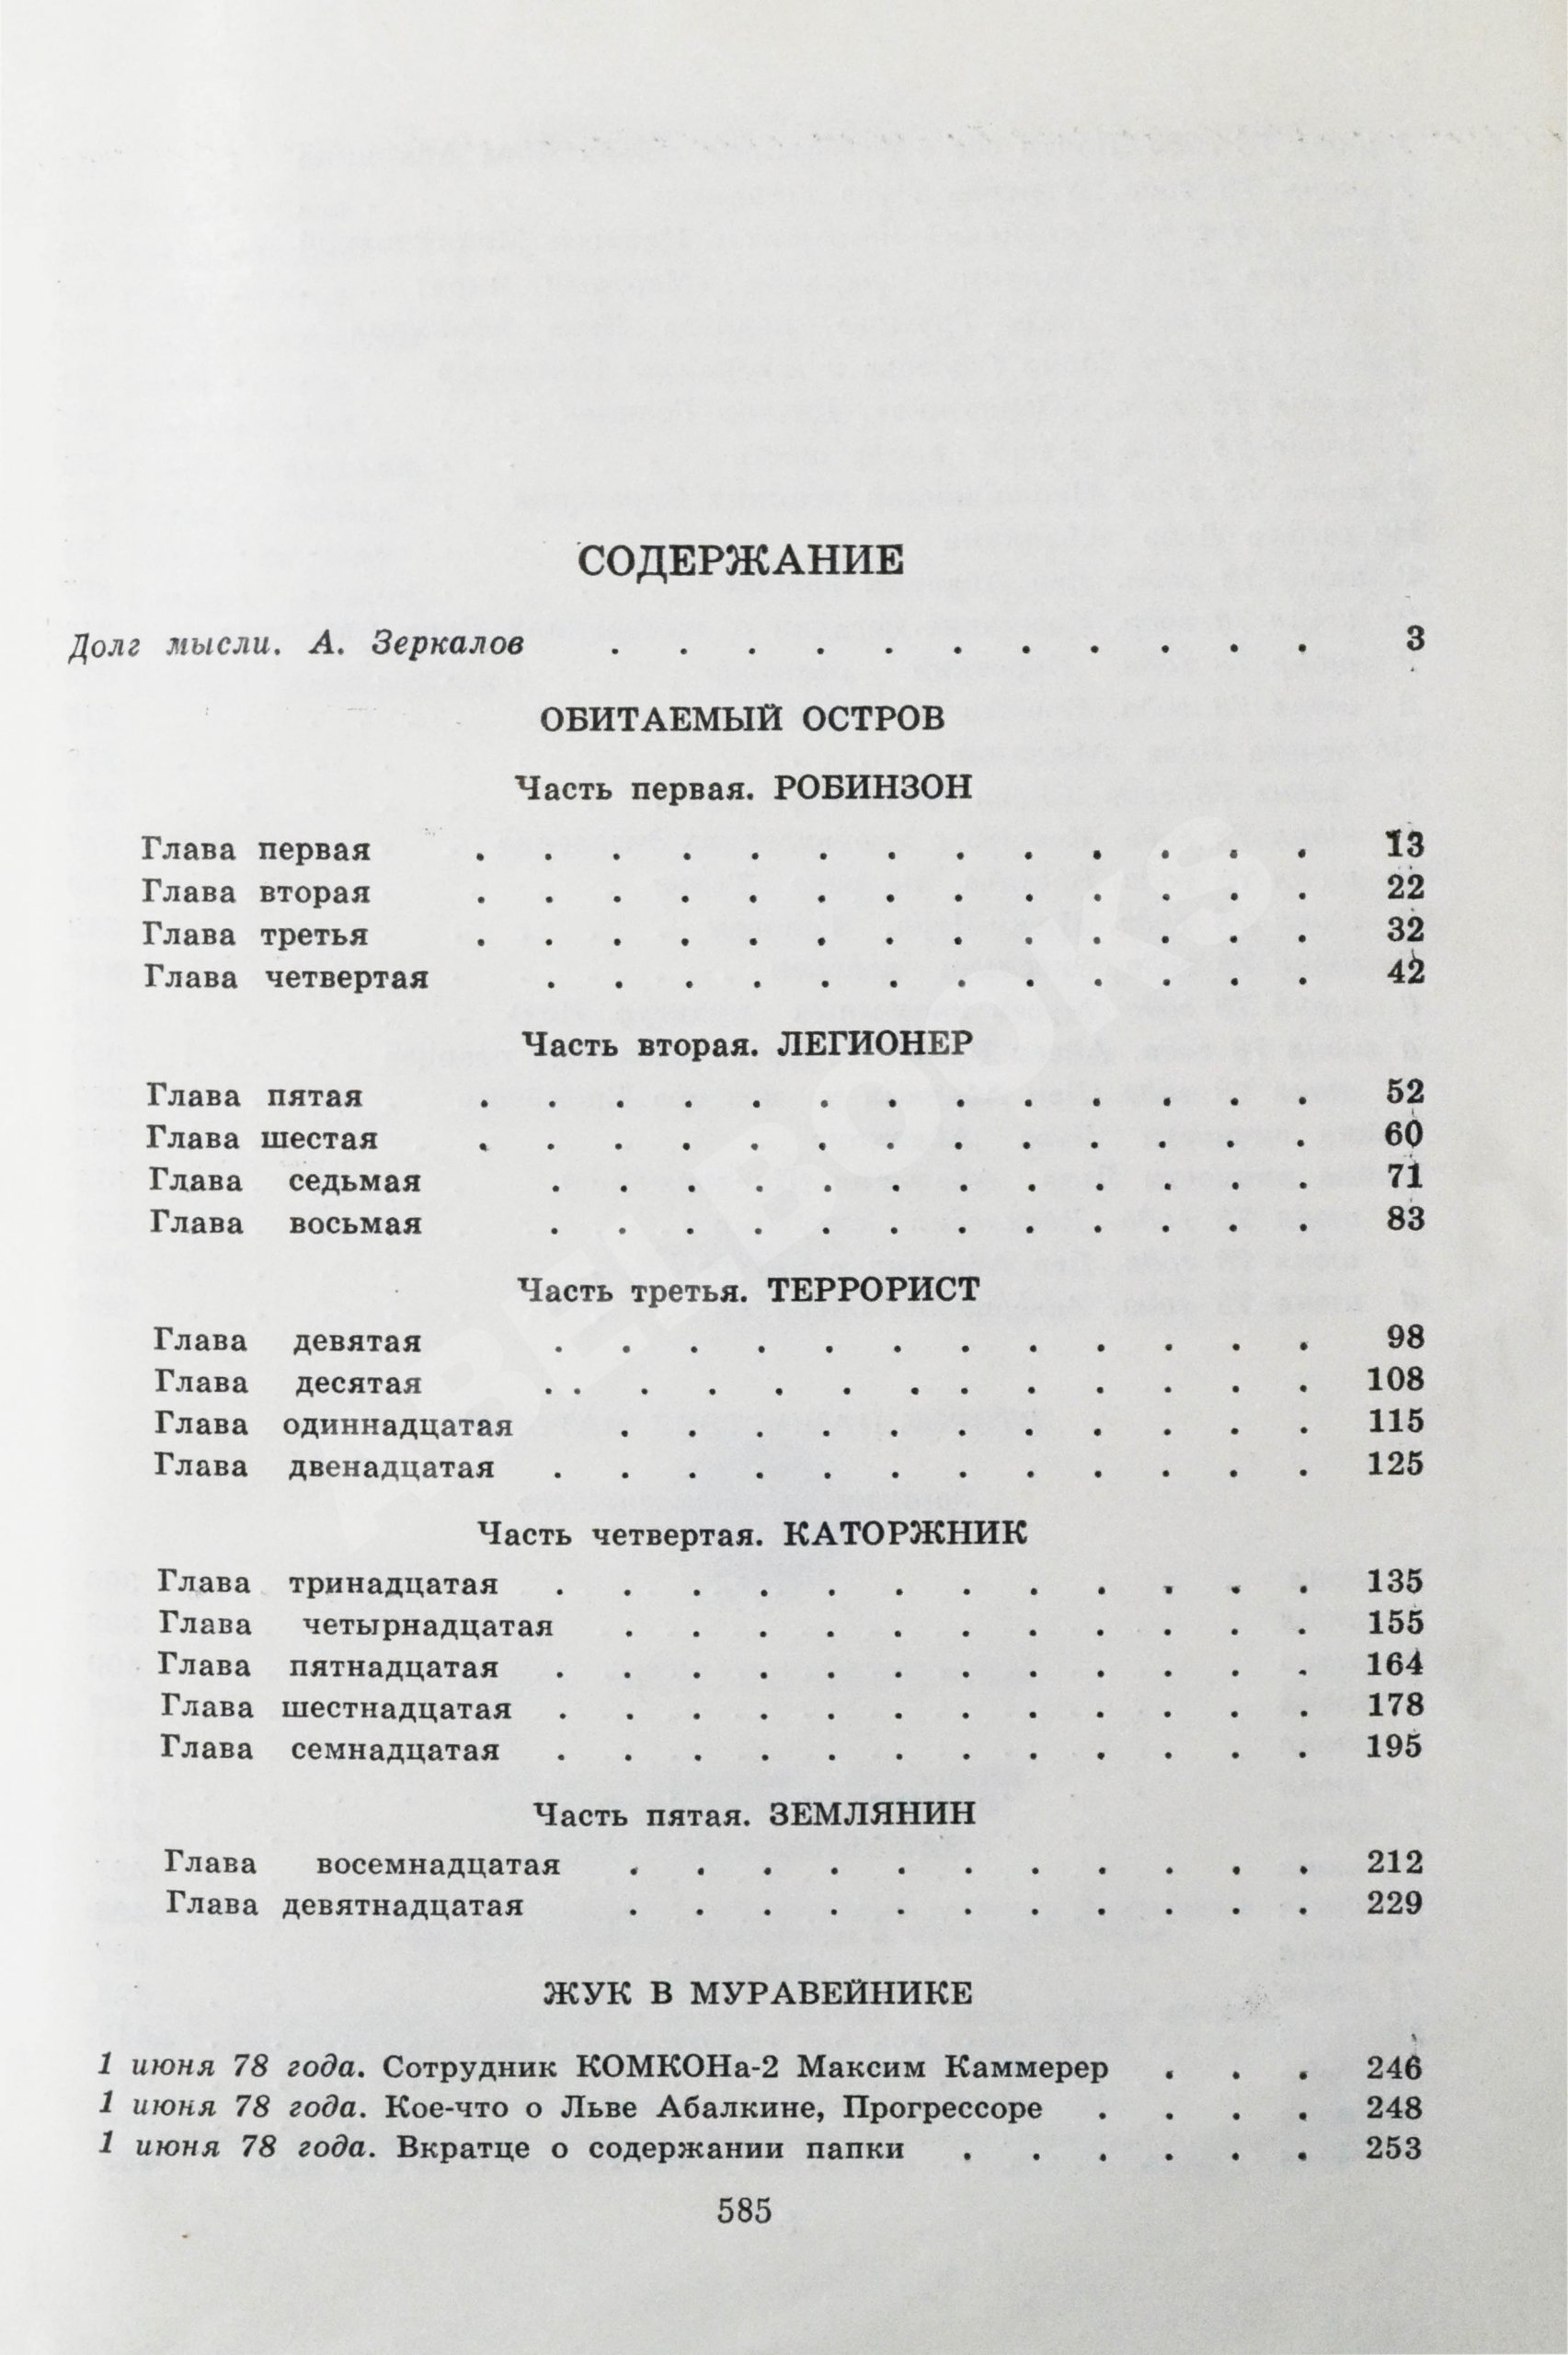 СОДЕРЖАНИЕ
Долг мысли. А. Зеркалов . . . . . . . . . . . 3
ОБИТАЕМЫЙ ОСТРОВ
Часть первая. РОБИНЗОН
Глава первая . . . . . . . . . . . . . 13
Глава вторая . . . . . . . . . . . . . 22
Глава третья . . . . . . . . . . . . . 32
Глава четвертая . . . . . . . . . . . . 42
Часть вторая. ЛЕГИОНЕР
Глава пятая . . . . . . . . . . . . . 52
Глава шестая . . . . . . . . . . . . . 60
Глава седьмая . . . . . . . . . . . . 71
Глава восьмая . . . . . . . . . . . . 83
Часть третья. ТЕРРОРИСТ
Глава девятая . . . . . . . . . . . . 98
Глава десятая . . . . . . . . . . . . . 108
Глава одиннадцатая . . . . . . . . . . . 115
Глава двенадцатая . . . . . . . . . . . . 125
Часть четвертая. КАТОРЖНИК
Глава тринадцатая . . . . . . . . . . . . 135
Глава четырнадцатая . . . . . . . . . . . 155
Глава пятнадцатая . . . . . . . . . . . . 164
Глава шестнадцатая . . . . . . . . . . . . 178
Глава семнадцатая . . . . . . . . . . . . 195
Часть пятая. ЗЕМЛЯНИН
Глава восемнадцатая . . . . . . . . . . . 212
Глава девятнадцатая . . . . . . . . . . . 229
ЖУК В МУРАВЕЙНИКЕ
1 июня 78 года. Сотрудник КОМКОНа-2 Максим Каммерер . . . 246
1 июня 78 года. Кое-что о Льве Абалкине, Прогрессоре . . . . 248
1 июня 78 года. Вкратце о содержании папки . . . . . . 253
585